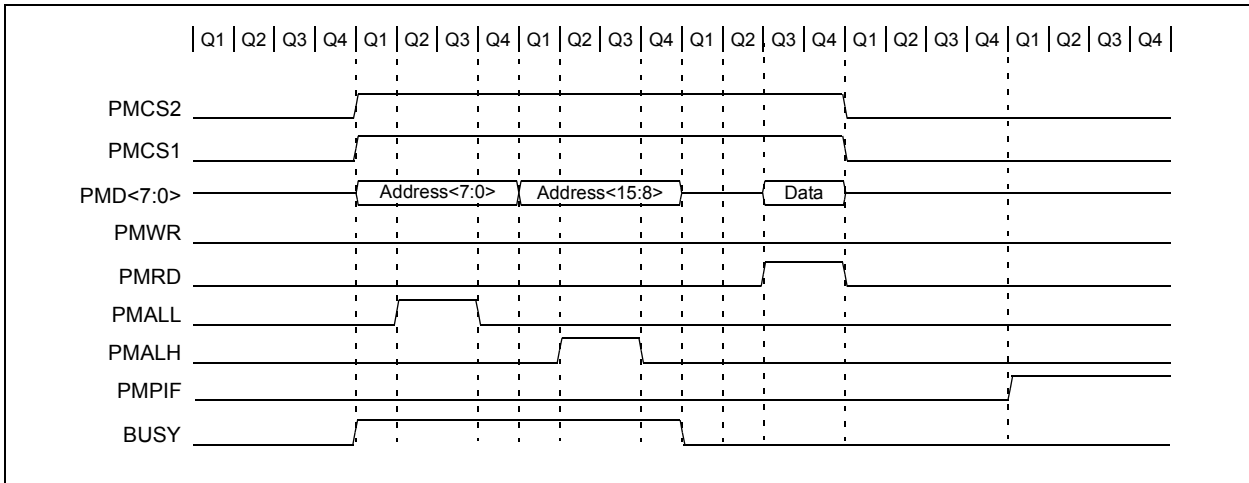 Q1 Q2 Q3 Q4 Q1 Q2 Q3 Q4 Q1 Q2 Q3 Q4 Q1 Q2 Q3 Q4 Q1 Q2 Q3 Q4 Q1 Q2 Q3 Q4
PMCS2
PMCS1
PMD<7:0> Address<7:0> Address<15:8> Data
PMWR
PMRD
PMALL
PMALH
PMPIF
BUSY